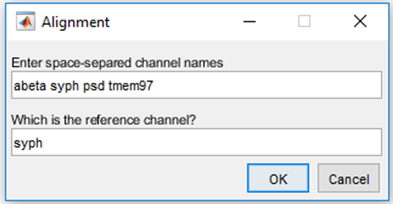 Alignment
Enter space-separed channel names
abeta syph psd tmem97
Which is the reference channel?
syph
OK Cancel